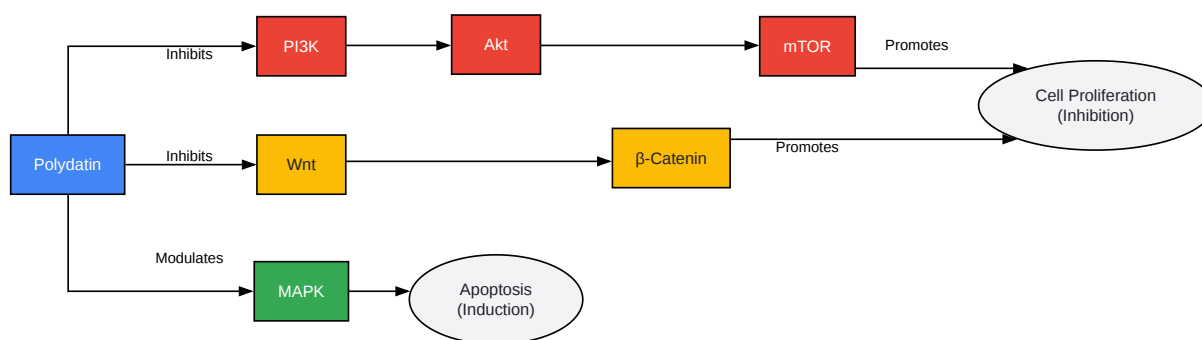 Inhibits
PI3K
Akt
mTOR
Promotes
Cell Proliferation
(Inhibition)
Polydatin
Inhibits
Wnt
β-Catenin
Promotes
Modulates
MAPK
Apoptosis
(Induction)